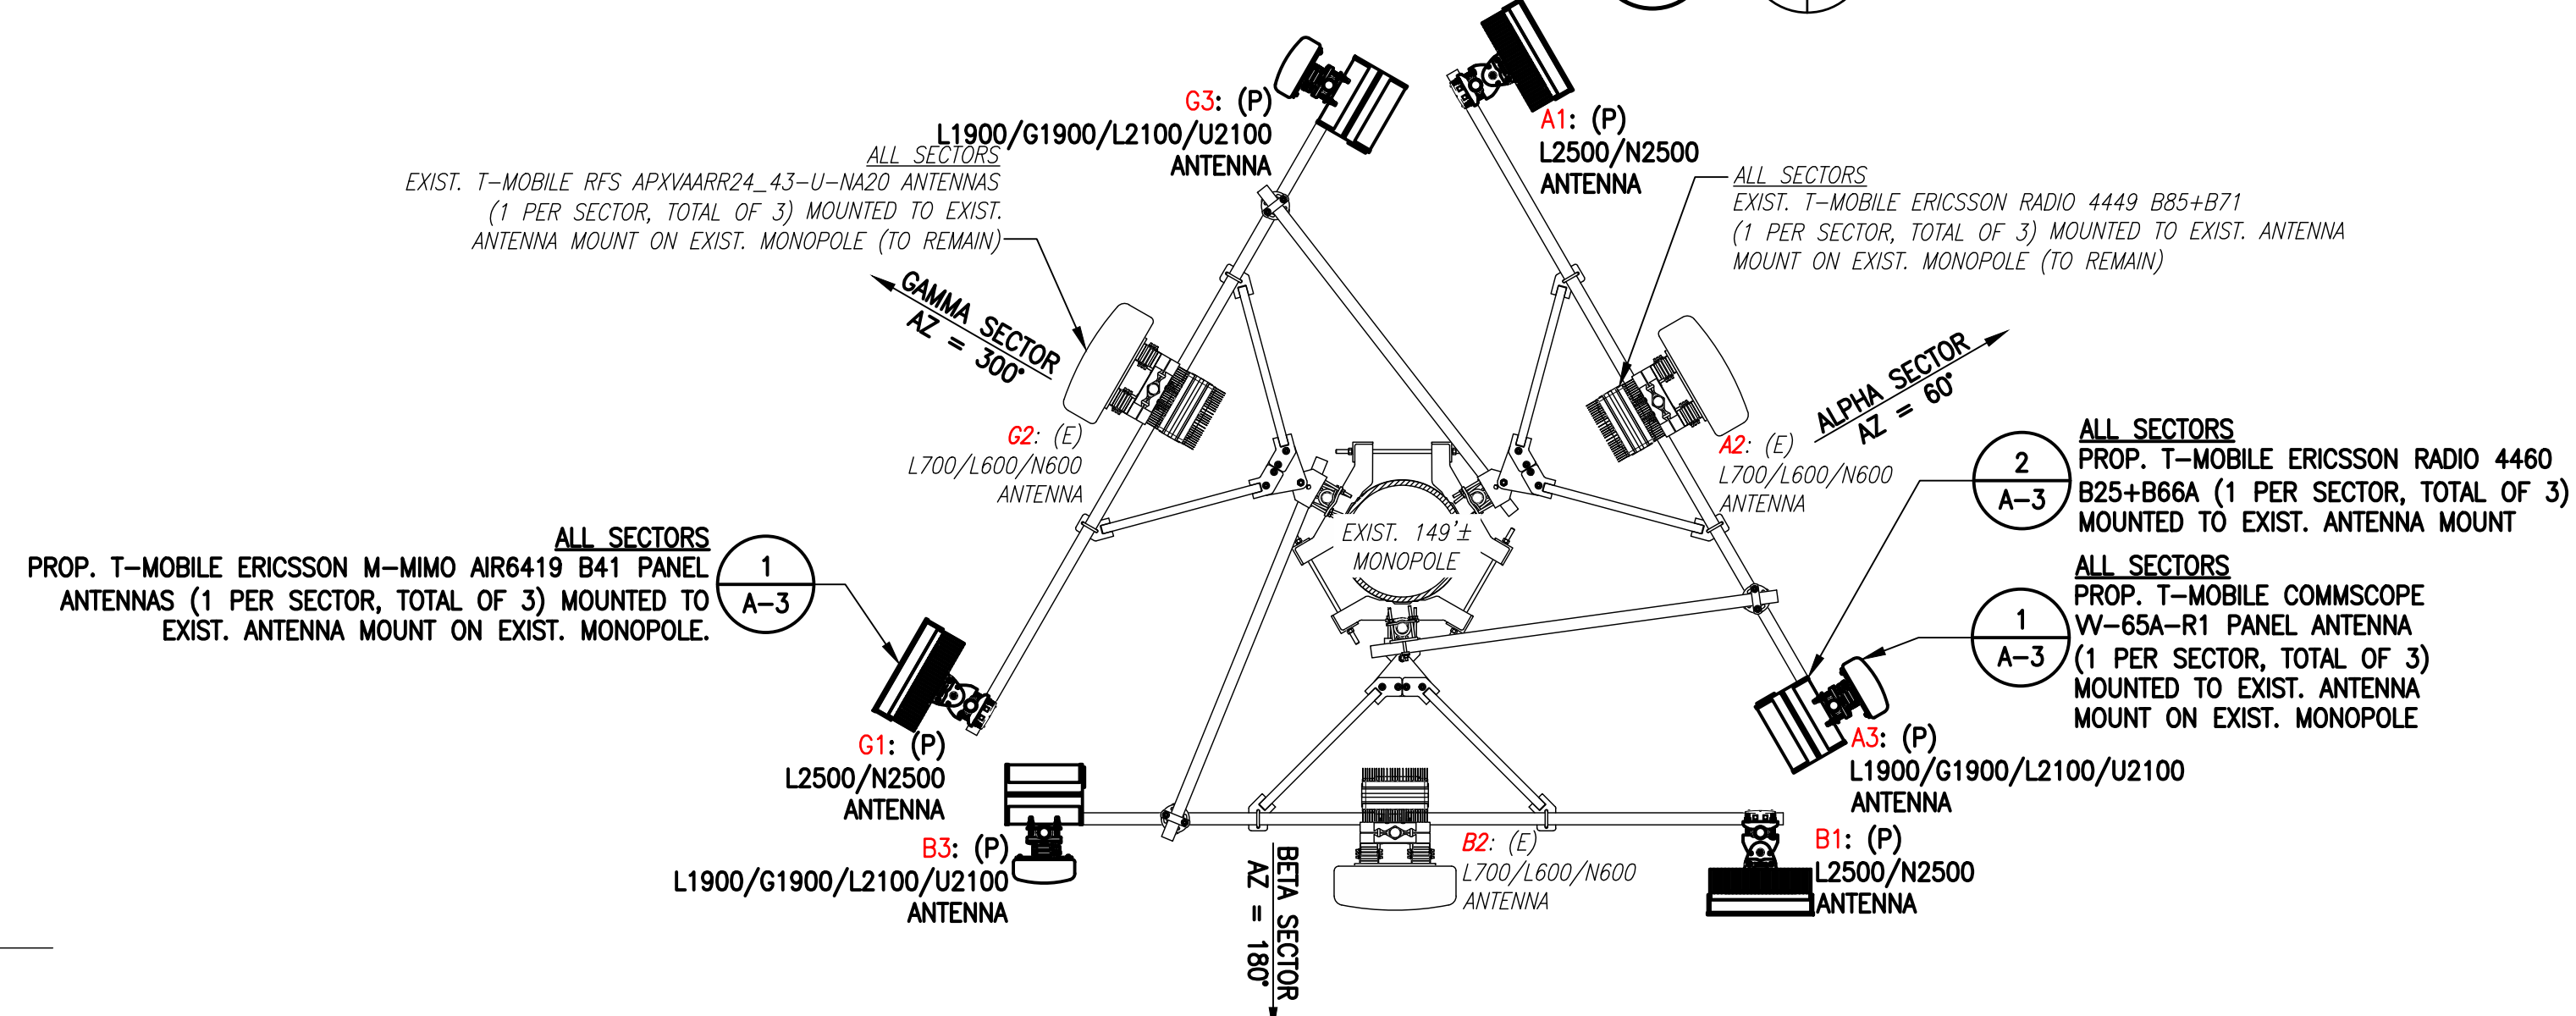 G3: (P)
L1900/G1900/L2100/U2100
ANTENNA
A1: (P)
L2500/N2500
ANTENNA
ALL SECTORS
EXIST. T-MOBILE RFS APXVAARR24_43-U-NA20 ANTENNAS
(1 PER SECTOR, TOTAL OF 3) MOUNTED TO EXIST.
ANTENNA MOUNT ON EXIST. MONOPOLE (TO REMAIN)
ALL SECTORS
EXIST. T-MOBILE ERICSSON RADIO 4449 B85+B71
(1 PER SECTOR, TOTAL OF 3) MOUNTED TO EXIST. ANTENNA
MOUNT ON EXIST. MONOPOLE (TO REMAIN)
GAMMA SECTOR
AZ = 300°
ALPHA SECTOR
AZ = 60°
G2: (E)
L700/L600/N600
ANTENNA
A2: (E)
L700/L600/N600
ANTENNA
2
A-3
ALL SECTORS
PROP. T-MOBILE ERICSSON RADIO 4460
B25+B66A (1 PER SECTOR, TOTAL OF 3)
MOUNTED TO EXIST. ANTENNA MOUNT
EXIST. 149'±
MONOPOLE
ALL SECTORS
PROP. T-MOBILE ERICSSON M-MIMO AIR6419 B41 PANEL
ANTENNAS (1 PER SECTOR, TOTAL OF 3) MOUNTED TO
EXIST. ANTENNA MOUNT ON EXIST. MONOPOLE.
1
A-3
1
A-3
ALL SECTORS
PROP. T-MOBILE COMMSCOPE
VV-65A-R1 PANEL ANTENNA
(1 PER SECTOR, TOTAL OF 3)
MOUNTED TO EXIST. ANTENNA
MOUNT ON EXIST. MONOPOLE
G1: (P)
L2500/N2500
ANTENNA
A3: (P)
L1900/G1900/L2100/U2100
ANTENNA
B3: (P)
L1900/G1900/L2100/U2100
ANTENNA
B2: (E)
L700/L600/N600
ANTENNA
B1: (P)
L2500/N2500
ANTENNA
BETA SECTOR
AZ = 180°